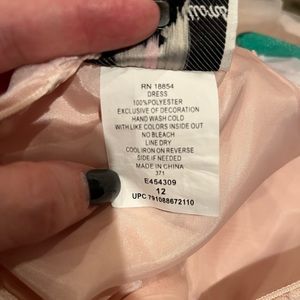 RN 18854
DRESS
100%POLYESTER
EXCLUSIVE OF DECORATION
HAND WASH COLD
WITH LIKE COLORS INSIDE OUT
NO BLEACH
LINE DRY
COOL IRON ON REVERSE
SIDE IF NEEDED
MADE IN CHINA
371
E454309
12
UPC 791088672110